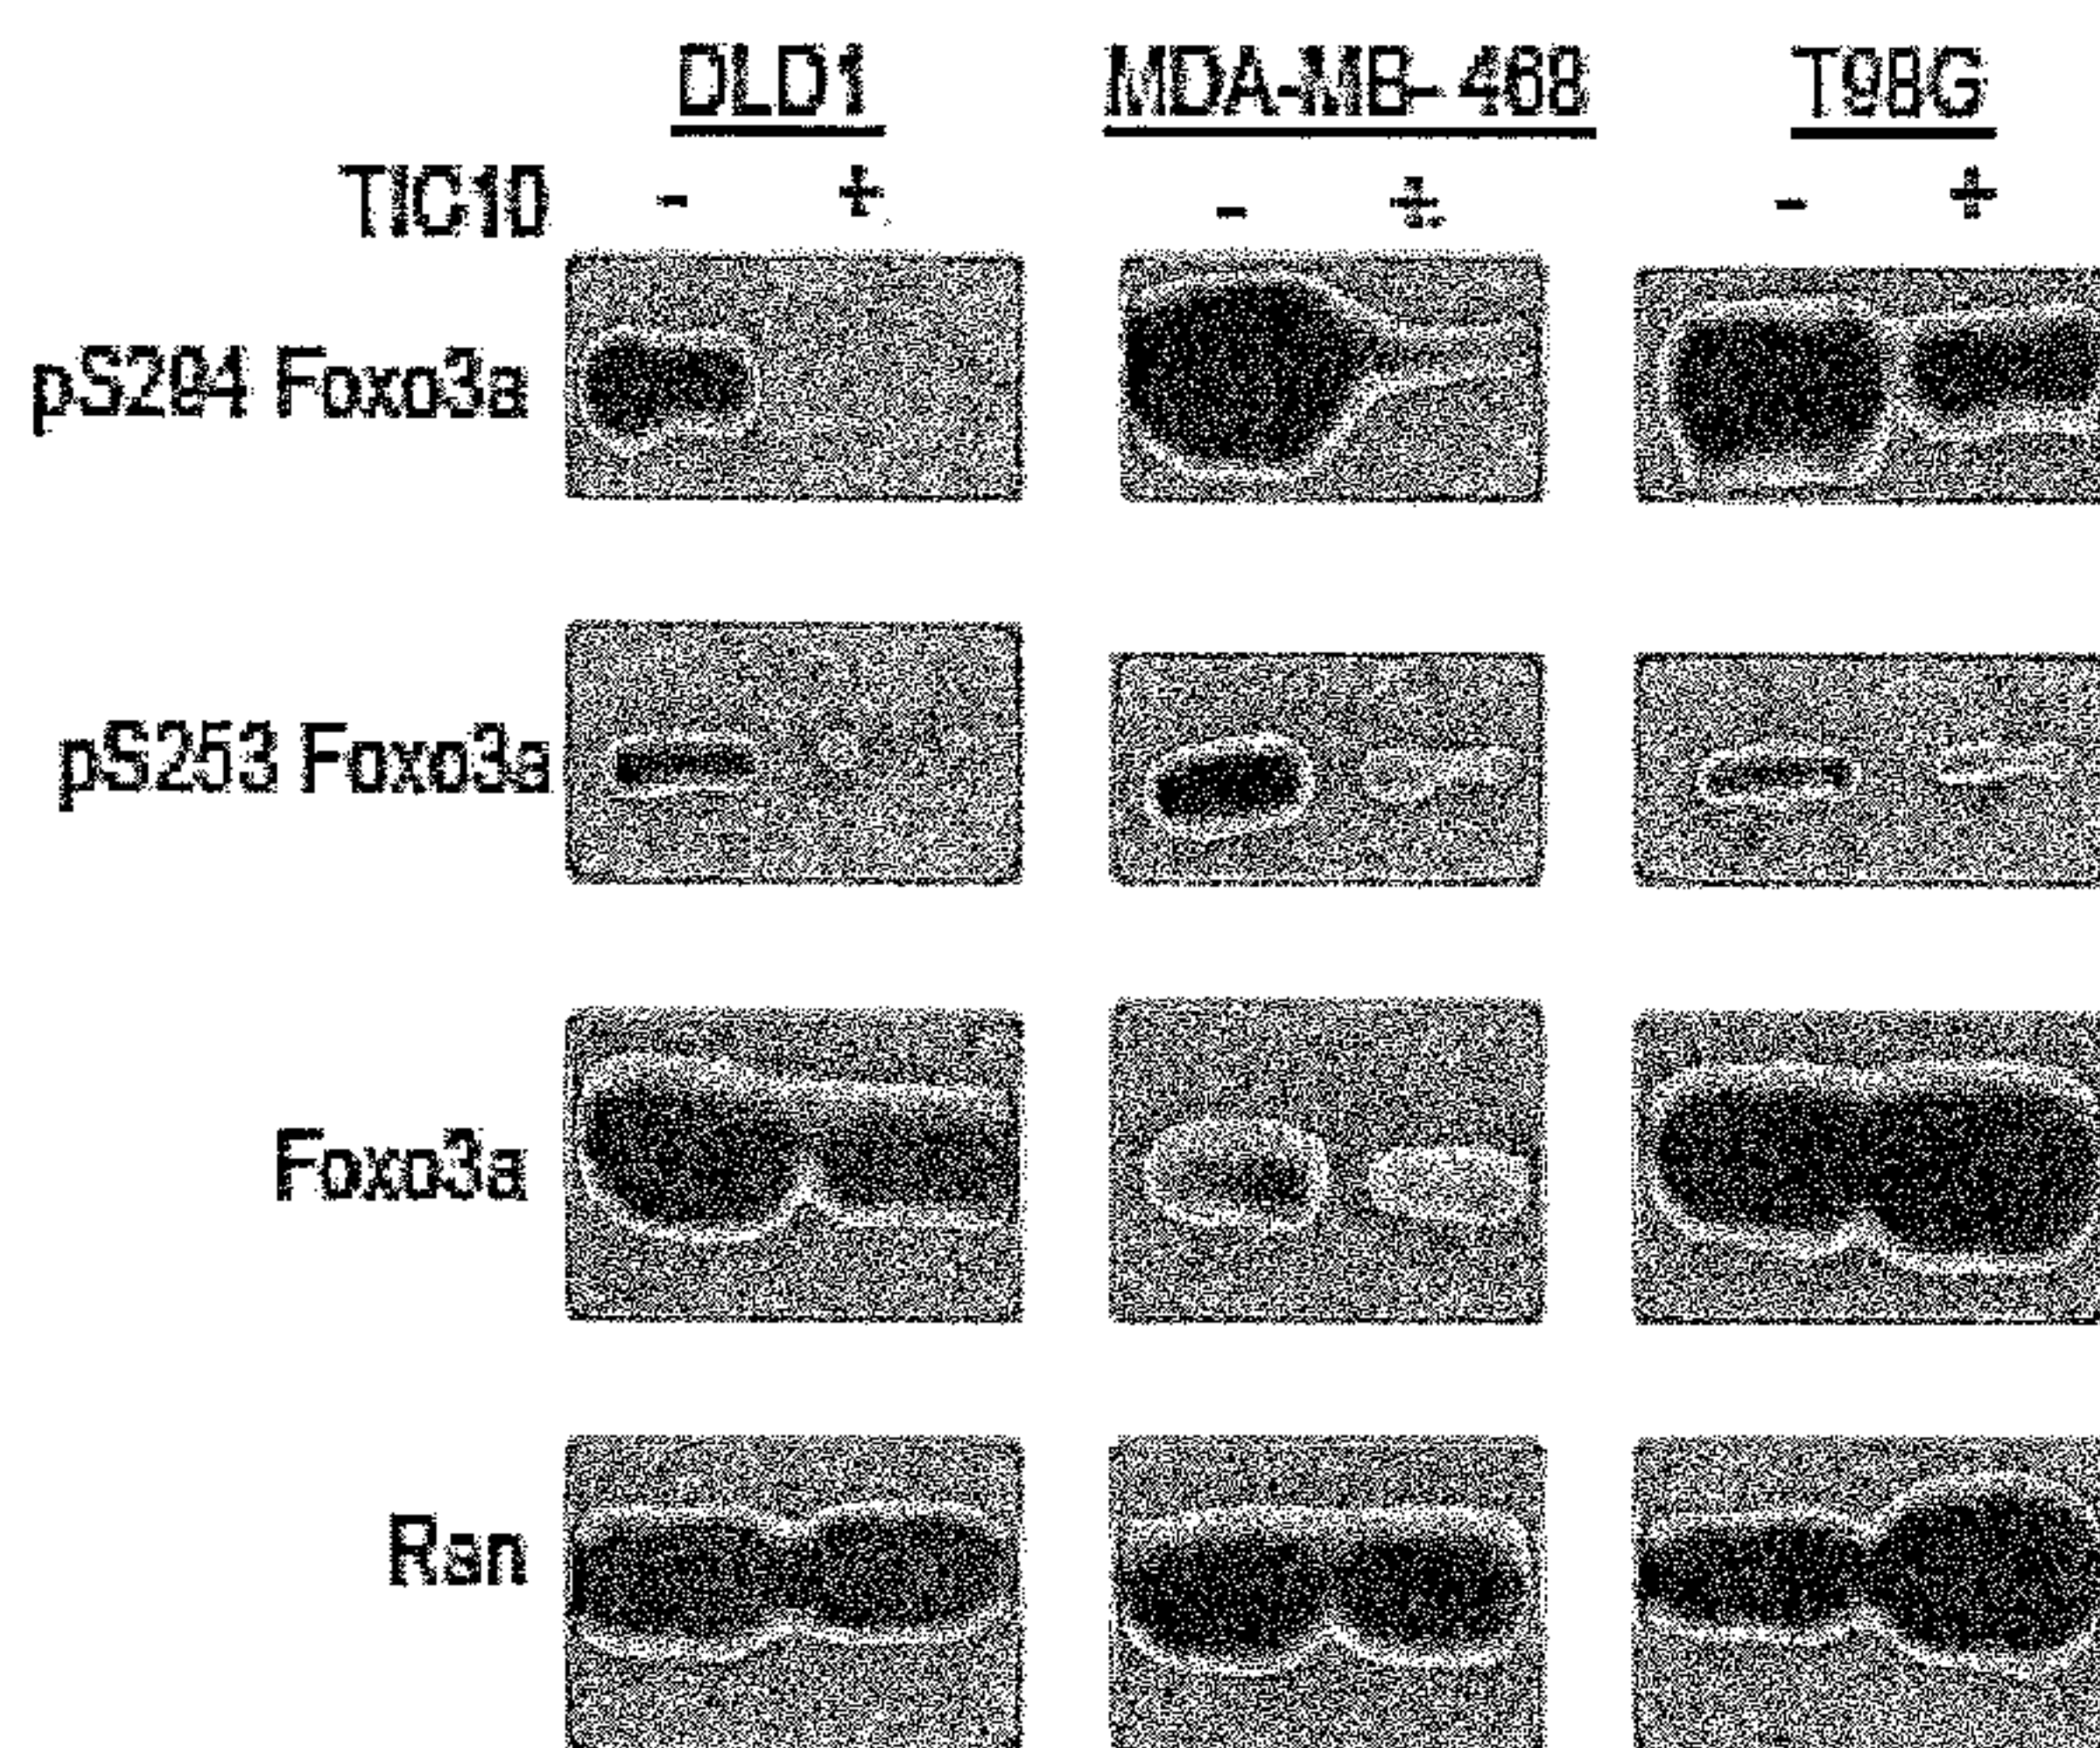 DLD1 MDA-MB-468 T98G
TIC10 - + - + - +
pS294 Foxo3a
pS253 Foxo3a
Foxo3a
Ran